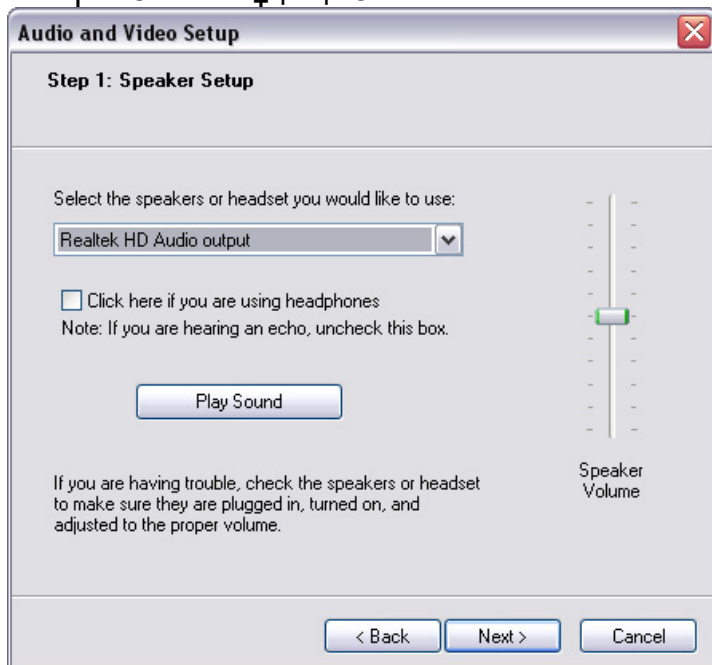 Audio and Video Setup
Step 1: Speaker Setup
Select the speakers or headset you would like to use:
Realtek HD Audio output
Click here if you are using headphones
Note: If you are hearing an echo, uncheck this box.
Play Sound
If you are having trouble, check the speakers or headset
to make sure they are plugged in, turned on, and
adjusted to the proper volume.
Speaker
Volume
< Back
Next >
Cancel